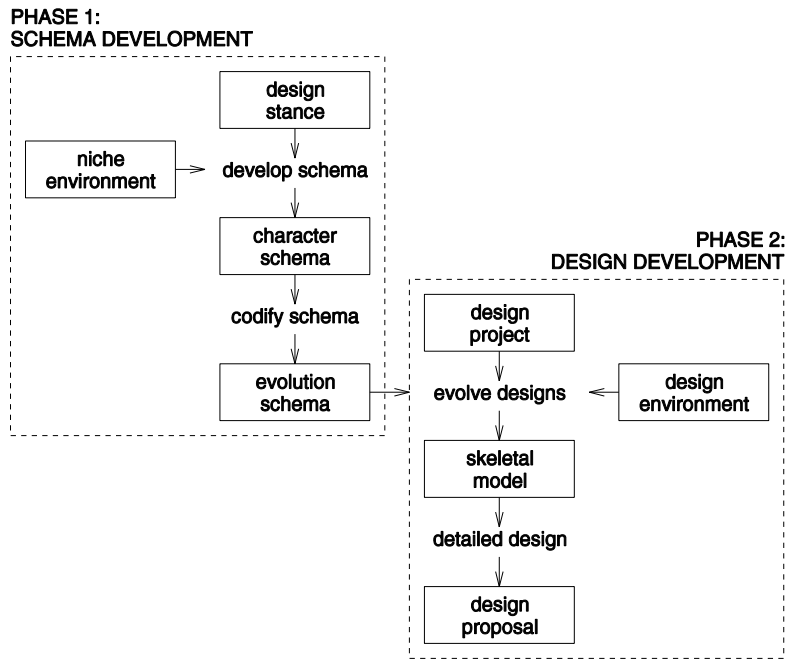 PHASE 1:
SCHEMA DEVELOPMENT
design
stance
niche
environment
develop schema
character
schema
codify schema
evolution
schema
PHASE 2:
DESIGN DEVELOPMENT
design
project
evolve designs
design
environment
skeletal
model
detailed design
design
proposal